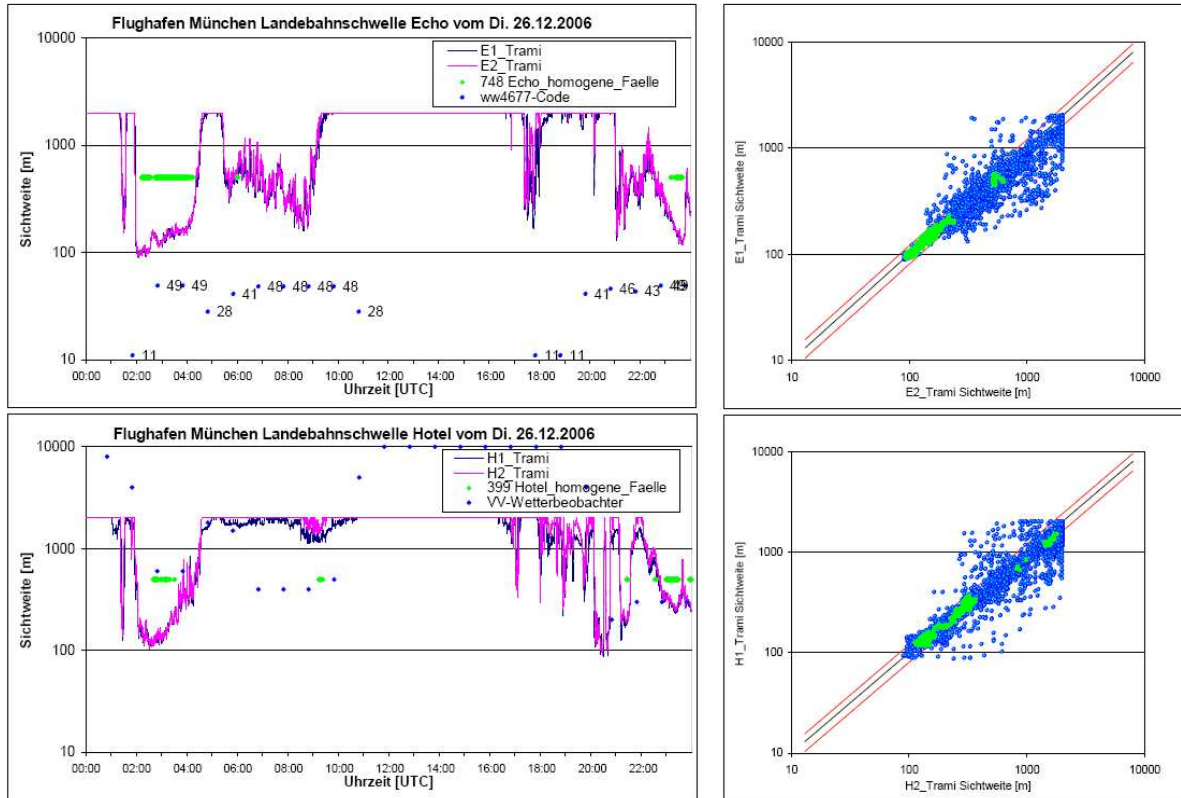 Flughafen München Landebahnschwelle Echo vom Di. 26.12.2006
10000
1000
100
10
Sichtweite [m]
E1_Trami
E2_Trami
748 Echo_homogene_Faelle
ww4677-Code
11
49
49
28
41
48
48
48
48
28
11
11
41
46
43
49
00:00 02:00 04:00 06:00 08:00 10:00 12:00 14:00 16:00 18:00 20:00 22:00
Uhrzeit [UTC]
10000
1000
100
10
E1_Trami Sichtweite [m]
10 100 1000 10000
E2_Trami Sichtweite [m]
Flughafen München Landebahnschwelle Hotel vom Di. 26.12.2006
10000
1000
100
10
Sichtweite [m]
H1_Trami
H2_Trami
399 Hotel_homogene_Faelle
VV-Wetterbeobachter
00:00 02:00 04:00 06:00 08:00 10:00 12:00 14:00 16:00 18:00 20:00 22:00
Uhrzeit [UTC]
10000
1000
100
10
H1_Trami Sichtweite [m]
10 100 1000 10000
H2_Trami Sichtweite [m]